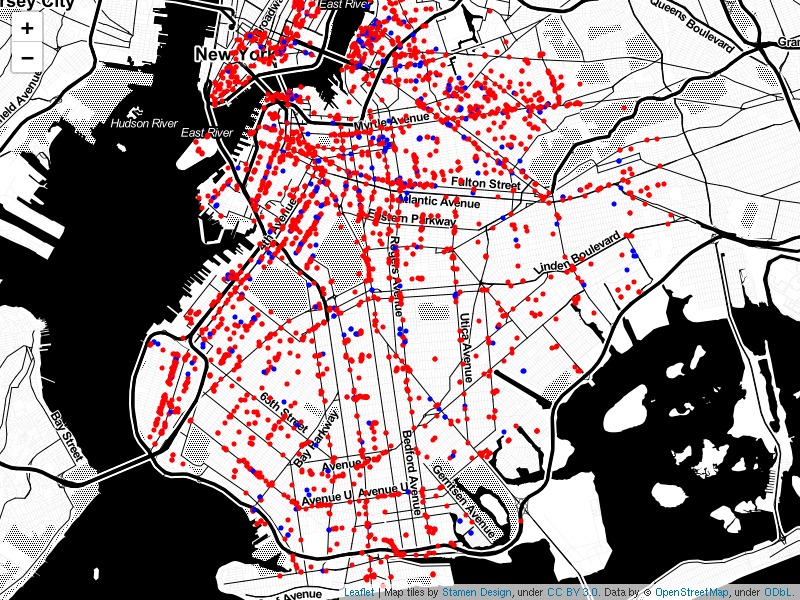 rsey City
East River
Queens Boulevard
+
Broadway
Gra
New York
−
field Avenue
Hudson River
East River
Myrtle Avenue
Fulton Street
Atlantic Avenue
Eastern Parkway
4th Avenue
Linden Boulevard
Rogers Avenue
Utica Avenue
65th Street
Bay Street
Bay Parkway
Bedford Avenue
Avenue P
Avenue U Avenue U
Gerritsen Avenue
f Avenue
Leaflet | Map tiles by Stamen Design, under CC BY 3.0. Data by © OpenStreetMap, under ODbL.